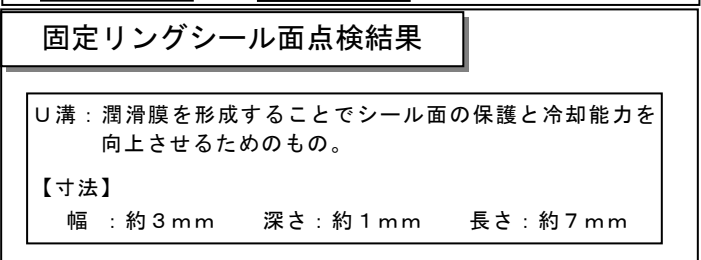 固定リングシール面点検結果
U溝：潤滑膜を形成することでシール面の保護と冷却能力を
向上させるためのもの。
【寸法】
幅　：約３ｍｍ　　深さ：約１ｍｍ　　長さ：約７ｍｍ